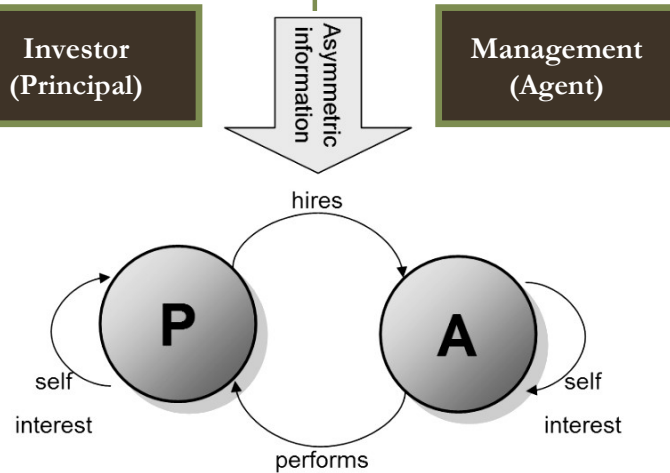 Investor
(Principal)
Asymmetric
information
Management
(Agent)
hires
P
A
self
interest
self
interest
performs